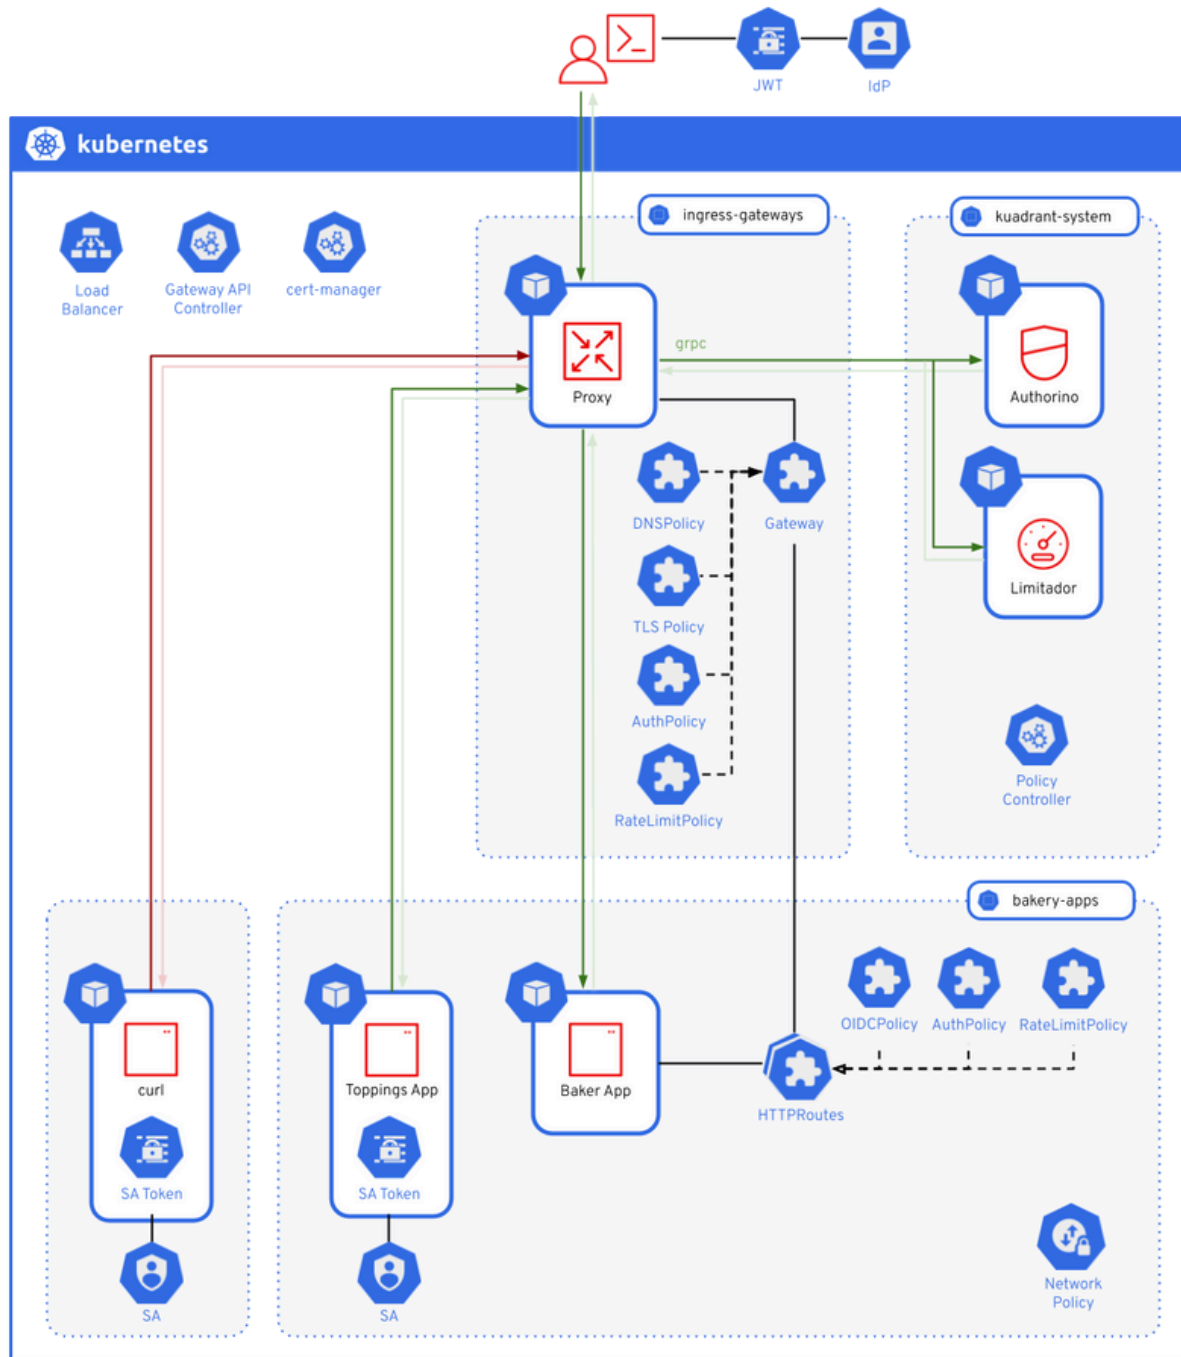 JWT
IdP
kubernetes
ingress-gateways
kuadrant-system
Load
Balancer
Gateway API
Controller
cert-manager
Proxy
grpc
Authorino
DNSPolicy
Gateway
TLS Policy
AuthPolicy
RateLimitPolicy
Limitador
Policy
Controller
bakery-apps
curl
SA Token
SA
Toppings App
SA Token
SA
Baker App
HTTPRoutes
OIDCPolicy
AuthPolicy
RateLimitPolicy
Network
Policy